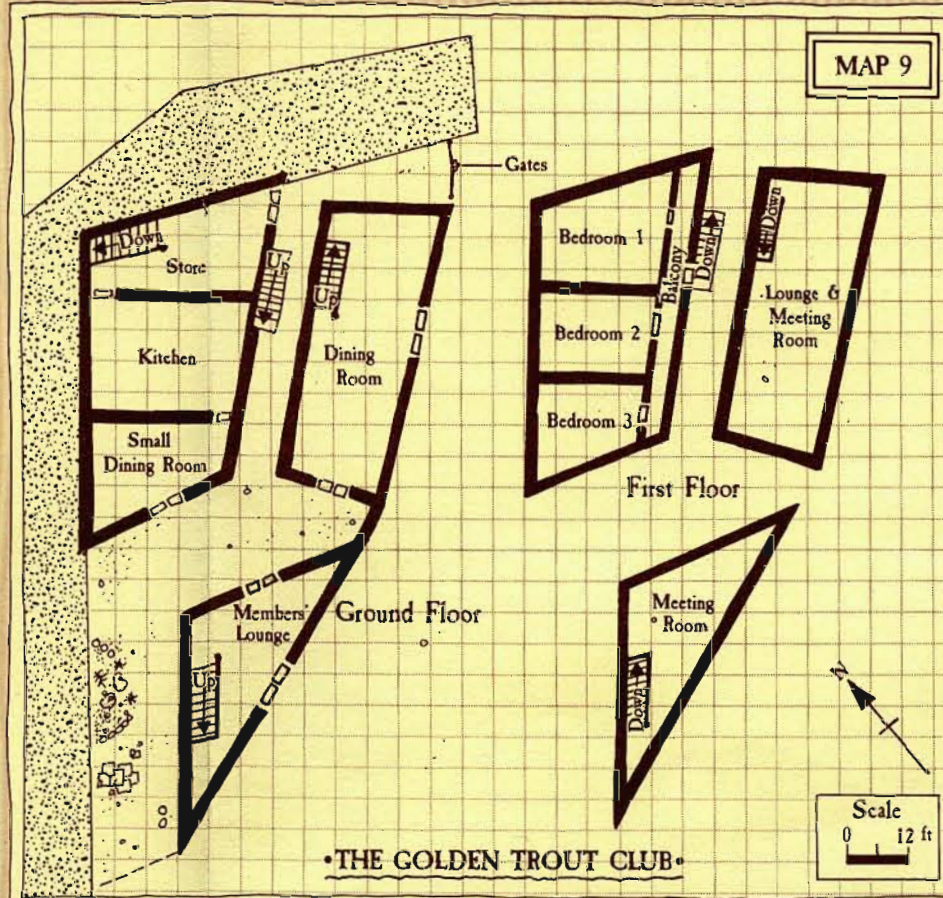 MAP 9
Gates
Down
Store
Up
Kitchen
Small
Dining Room
Up
Dining
Room
Members'
Lounge
Up
Ground Floor
Bedroom 1
Bedroom 2
Bedroom 3
Balcony
Down
Down
Lounge &
Meeting
Room
First Floor
Meeting
Room
Down
N
Scale
0 12 ft
•THE GOLDEN TROUT CLUB•